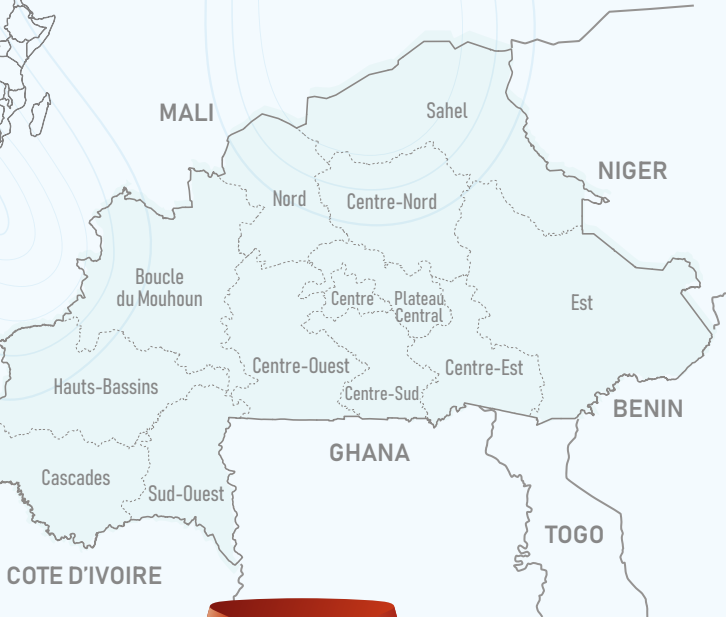 MALI
Sahel
NIGER
Nord
Centre-Nord
Boucle
du Mouhoun
Centre
Plateau
Central
Est
Centre-Ouest
Centre-Est
Hauts-Bassins
Centre-Sud
BENIN
GHANA
Cascades
Sud-Ouest
TOGO
COTE D'IVOIRE